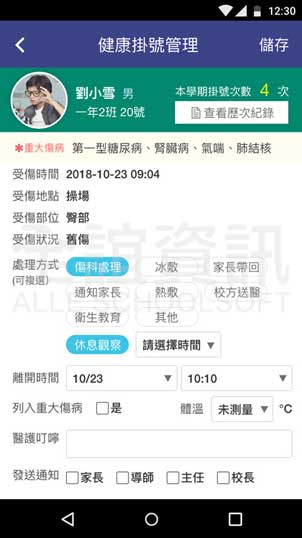 12:30
健康掛號管理 儲存
劉小雪 男 本學期掛號次數 4 次
一年2班 20號 查看歷次紀錄
*重大傷病 第一型糖尿病、腎臟病、氣喘、肺結核
受傷時間 2018-10-23 09:04
受傷地點 操場
受傷部位 臀部
受傷狀況 舊傷
處理方式 傷科處理 冰敷 家長帶回
(可複選) 通知家長 熱敷 校方送醫
衛生教育 其他
休息觀察 請選擇時間
離開時間 10/23 10:10
列入重大傷病 是 體溫 未測量 °C
醫護叮嚀
發送通知 家長 導師 主任 校長